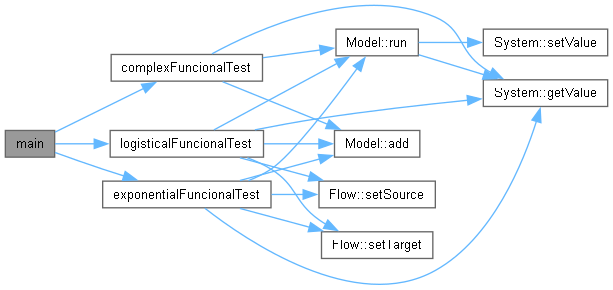 main
complexFuncionalTest
logisticalFuncionalTest
exponentialFuncionalTest
Model::run
Model::add
Flow::setSource
Flow::setTarget
System::setValue
System::getValue